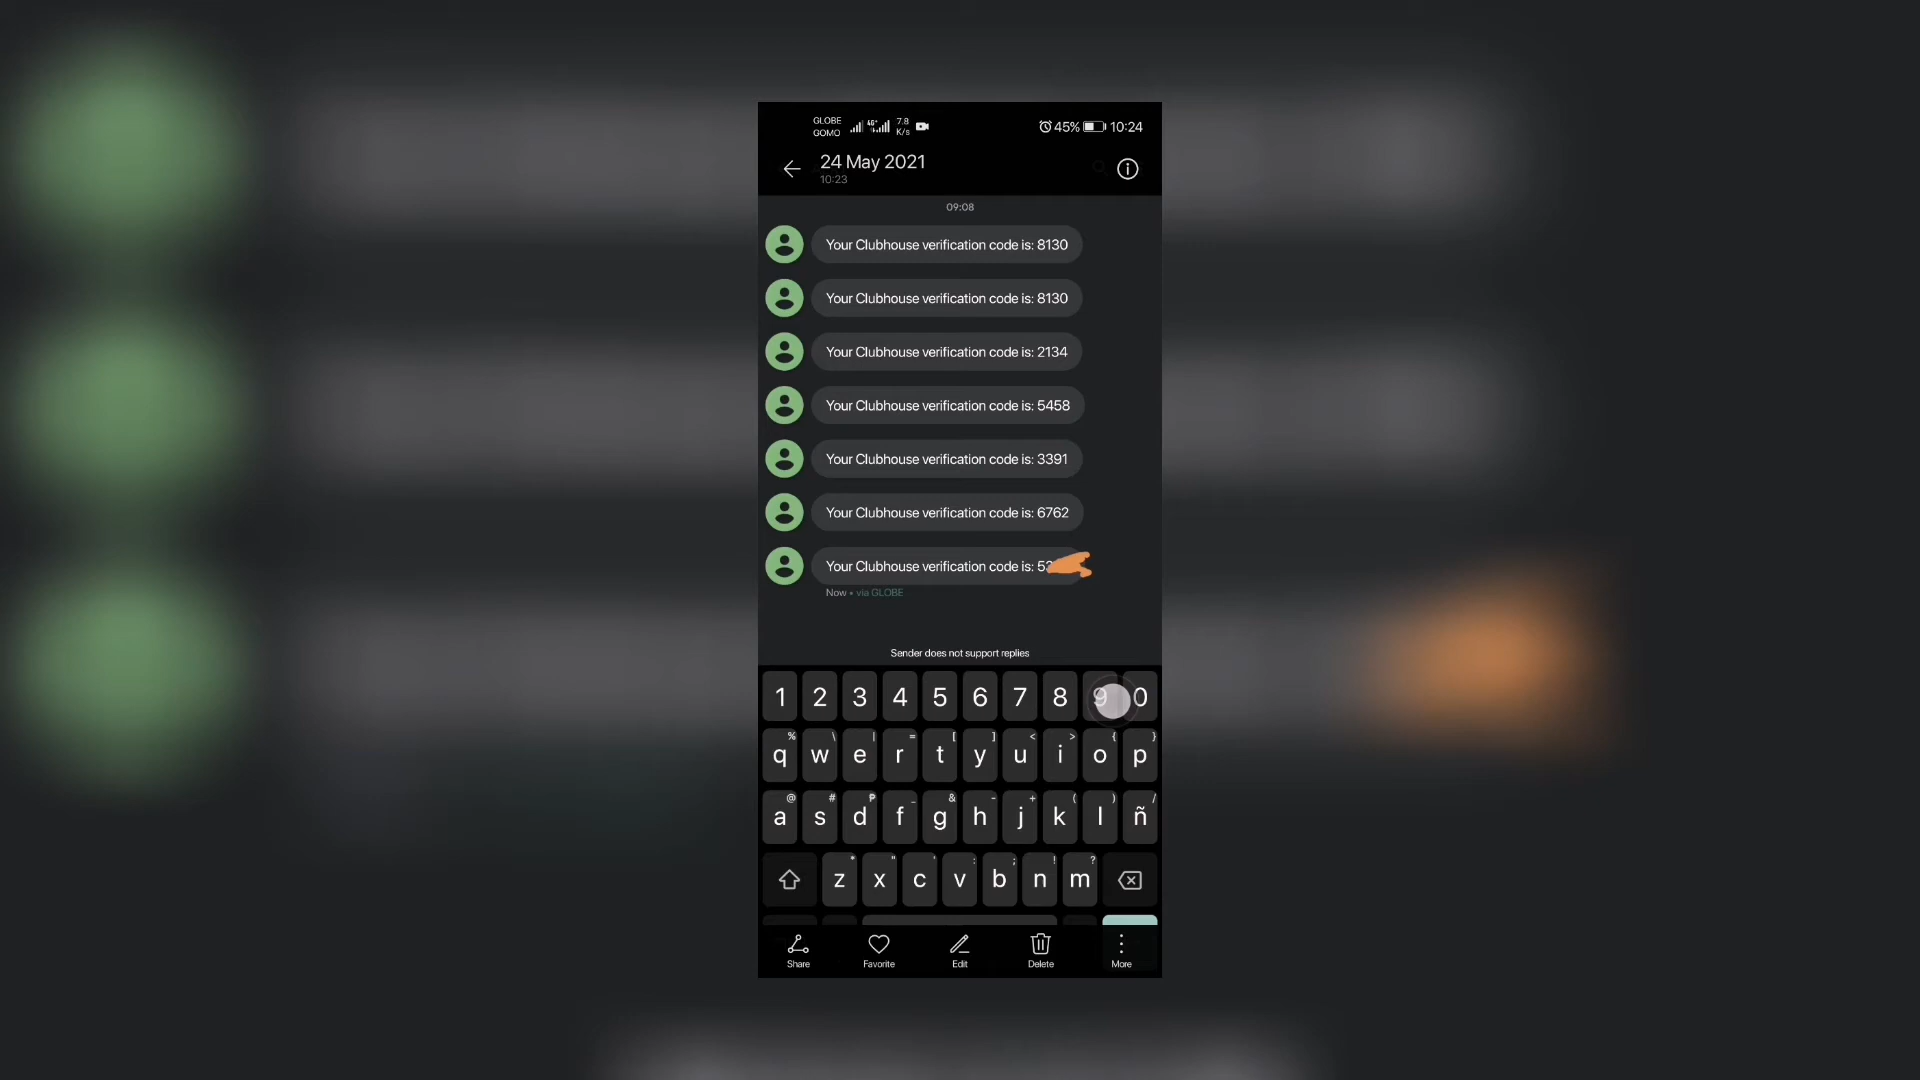 GLOBE
GOMO
4G+
7.8
K/s
45%
10:24
24 May 2021
10:23
09:08
Your Clubhouse verification code is: 8130
Your Clubhouse verification code is: 8130
Your Clubhouse verification code is: 2134
Your Clubhouse verification code is: 5458
Your Clubhouse verification code is: 3391
Your Clubhouse verification code is: 6762
Your Clubhouse verification code is:
Now • via GLOBE
Sender does not support replies
1 2 3 4 5 6 7 8 9 0
% \ | = [ ] < > { }
q w e r t y u i o p
@ # ₱ _ & - + ( ) /
a s d f g h j k l ñ
* " ' : ; ! ?
z x c v b n m
Share Favorite Edit Delete More